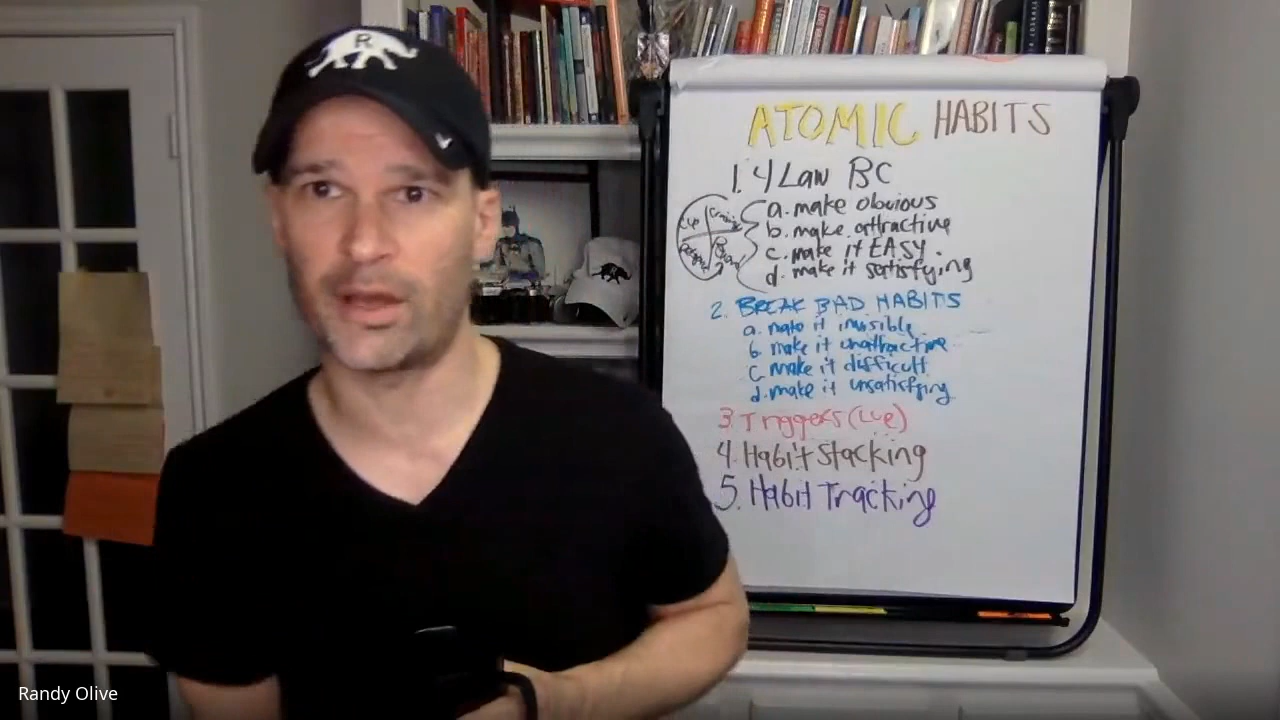 R
ATOMIC HABITS
1. 4 Law BC
a. make obvious
b. make attractive
c. make it EASY.
d. make it satisfying
Cue
2. BREAK BAD HABITS
a. make it invisible
b. make it unattractive
c make it difficult
d. make it unsatisfying
3. Triggers (Cue)
4. Habit Stacking
5. Habit Tracking
Randy Olive